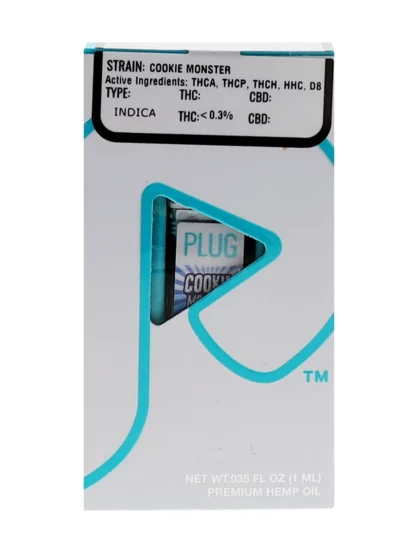 STRAIN: COOKIE MONSTER
Active Ingredients: THCA, THCP, THCH, HHC, D8
TYPE: THC: CBD:
INDICA THC:<0.3% CBD:
PLUG
COOKIE
TM
NET WT.035 FL OZ (1 ML)
PREMIUM HEMP OIL